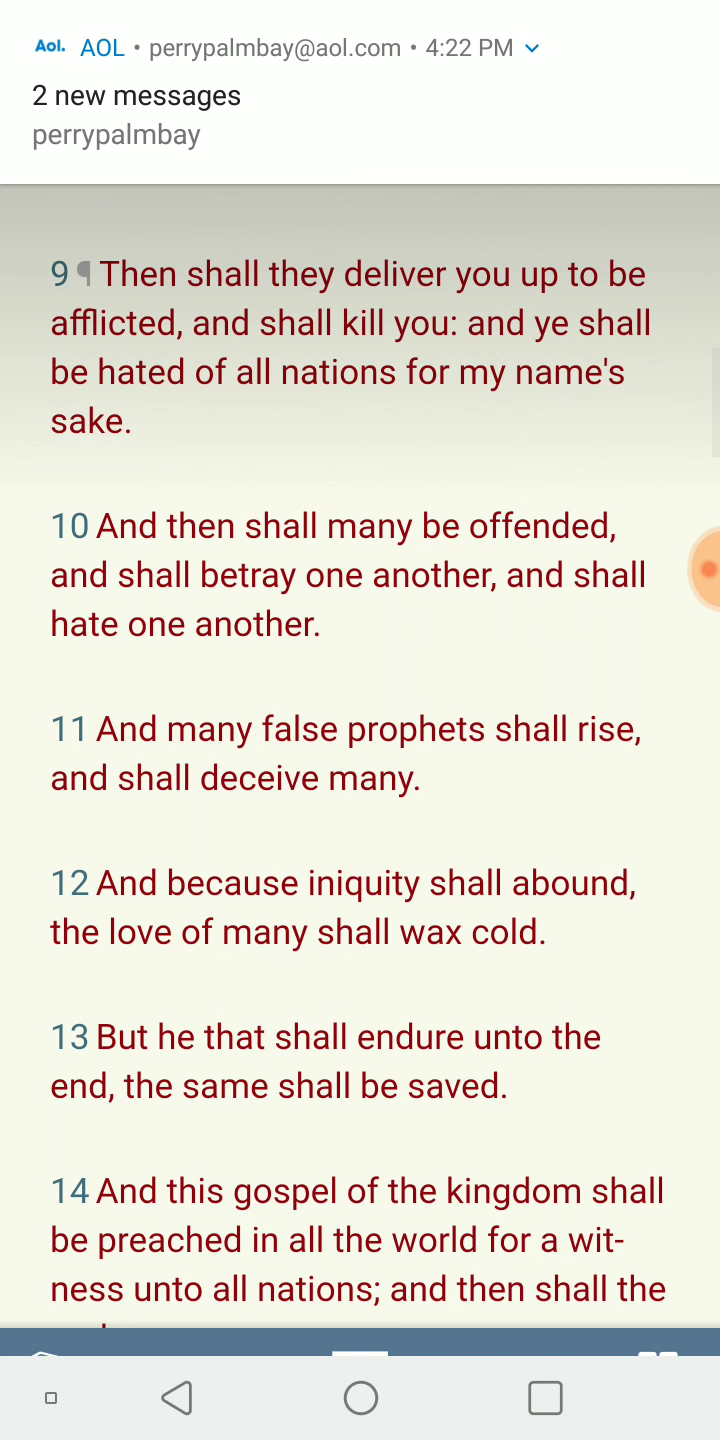 Aol. AOL • perrypalmbay@aol.com • 4:22 PM
2 new messages
perrypalmbay
9 ¶ Then shall they deliver you up to be
afflicted, and shall kill you: and ye shall
be hated of all nations for my name's
sake.
10 And then shall many be offended,
and shall betray one another, and shall
hate one another.
11 And many false prophets shall rise,
and shall deceive many.
12 And because iniquity shall abound,
the love of many shall wax cold.
13 But he that shall endure unto the
end, the same shall be saved.
14 And this gospel of the kingdom shall
be preached in all the world for a wit-
ness unto all nations; and then shall the